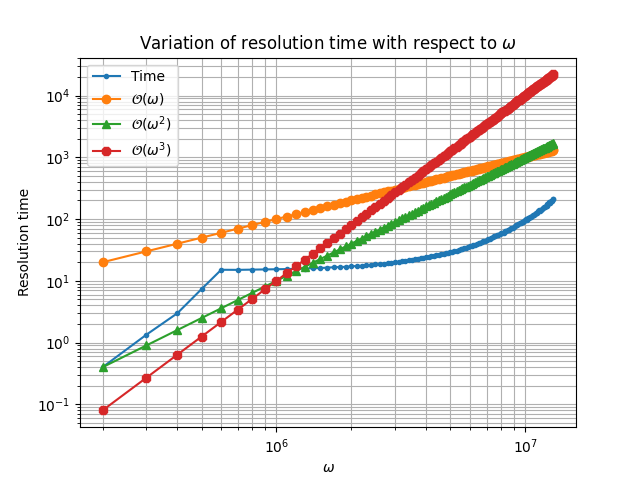 Variation of resolution time with respect to ω
Time
𝒪(ω)
𝒪(ω²)
𝒪(ω³)
Resolution time
10⁴
10³
10²
10¹
10⁰
10⁻¹
10⁶
10⁷
ω